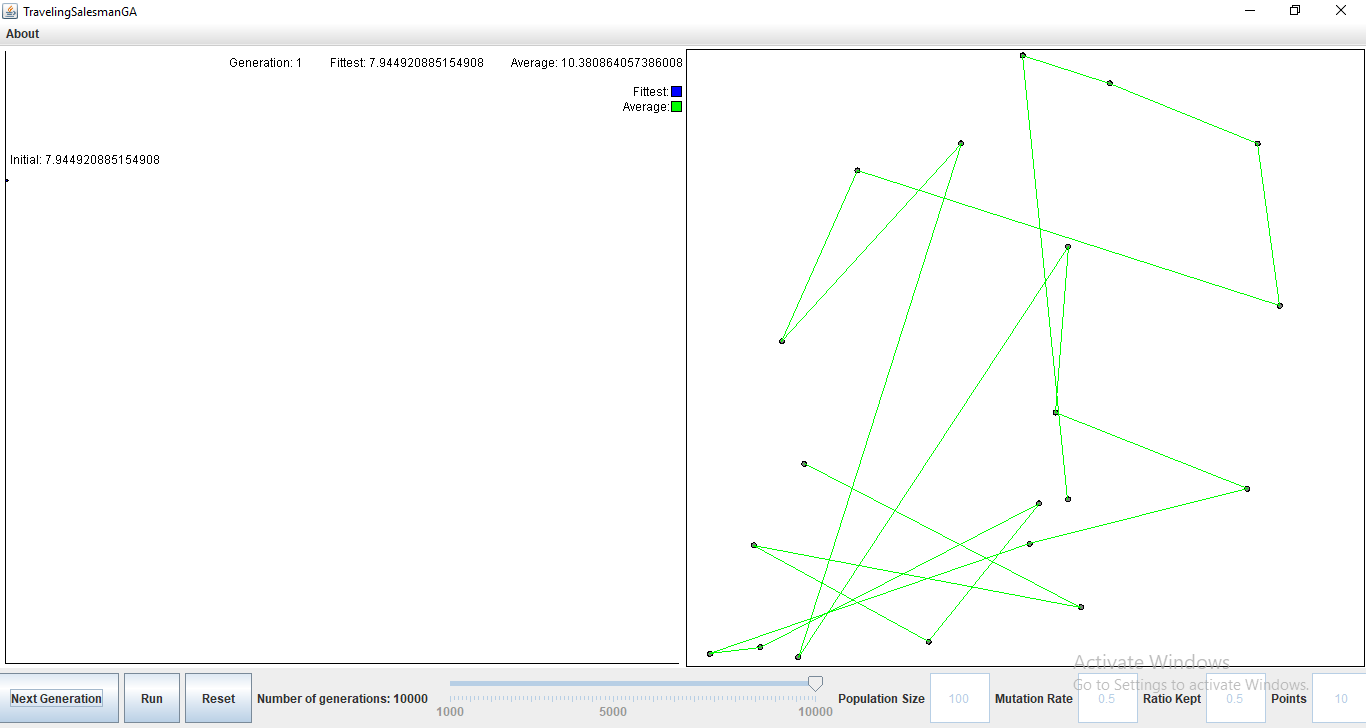 TravelingSalesmanGA
About
Generation: 1 Fittest: 7.944920885154908 Average: 10.380864057386008
Fittest:
Average:
Initial: 7.944920885154908
Activate Windows
Go to Settings to activate Windows.
Next Generation Run Reset Number of generations: 10000 1000 5000 10000 Population Size 100 Mutation Rate 0.5 Ratio Kept 0.5 Points 10